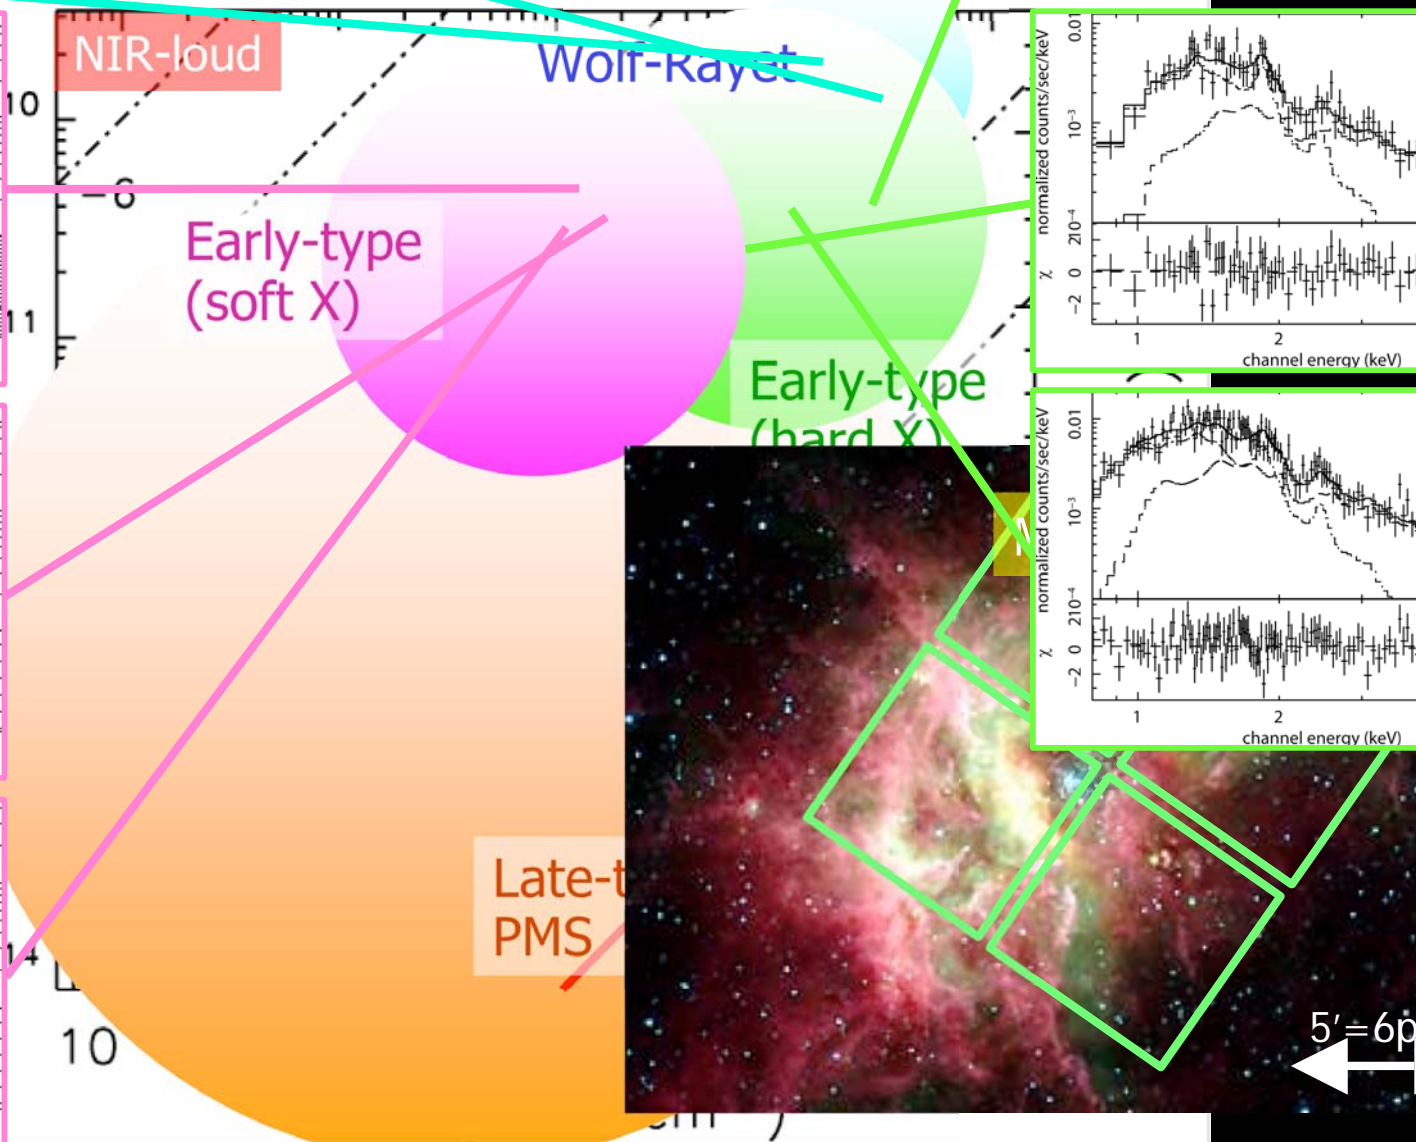 NIR-loud
Wolf-Rayet
10
-6
Early-type
(soft X)
11
Early-type
(hard X)
Late-t
PMS
14
10
5′=6p
normalized counts/sec/keV
0.01
10⁻³
10⁻⁴
χ
2
0
−2
1
2
channel energy (keV)
normalized counts/sec/keV
0.01
10⁻³
10⁻⁴
χ
2
0
−2
1
2
channel energy (keV)